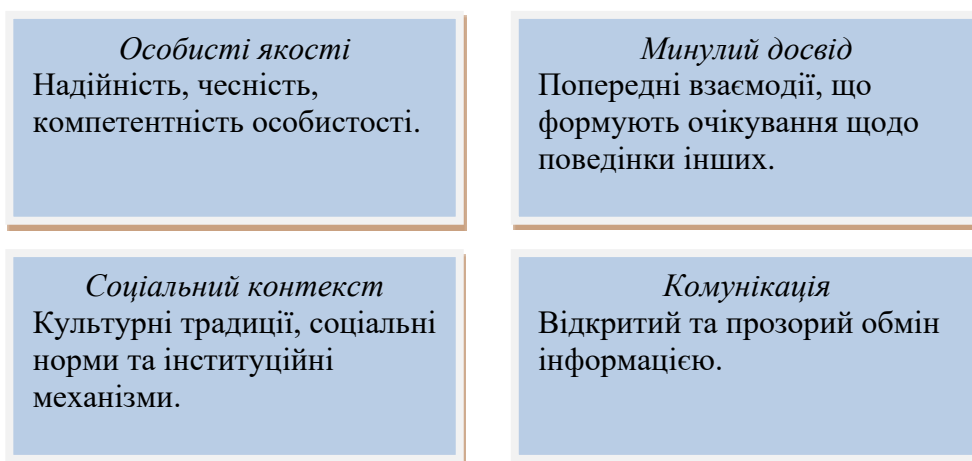 Особисті якості
Надійність, чесність,
компетентність особистості.
Минулий досвід
Попередні взаємодії, що
формують очікування щодо
поведінки інших.
Соціальний контекст
Культурні традиції, соціальні
норми та інституційні
механізми.
Комунікація
Відкритий та прозорий обмін
інформацією.